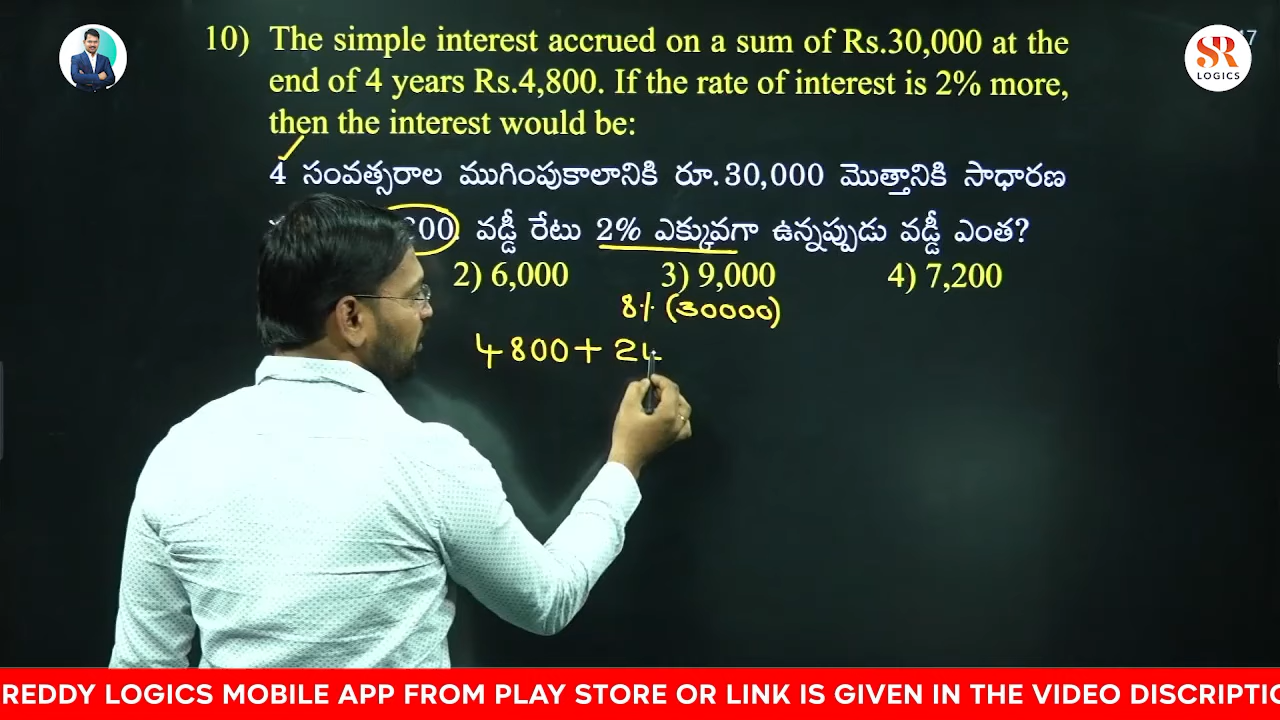 10) The simple interest accrued on a sum of Rs.30,000 at the
end of 4 years Rs.4,800. If the rate of interest is 2% more,
then the interest would be:
4 సంవత్సరాల ముగింపుకాలానికి రూ.30,000 మొత్తానికి సాధారణ
వడ్డీ రేటు 2% ఎక్కువగా ఉన్నప్పుడు వడ్డీ ఎంత?
2) 6,000 3) 9,000 4) 7,200
8% (30000)
4800+24
SR
LOGICS
REDDY LOGICS MOBILE APP FROM PLAY STORE OR LINK IS GIVEN IN THE VIDEO DISCRIPTIO